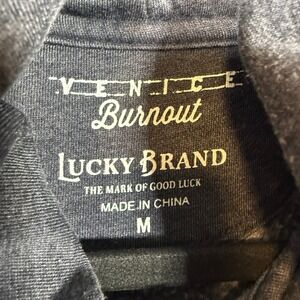 VENICE
Burnout
LUCKY BRAND
THE MARK OF GOOD LUCK
MADE.IN CHINA
M